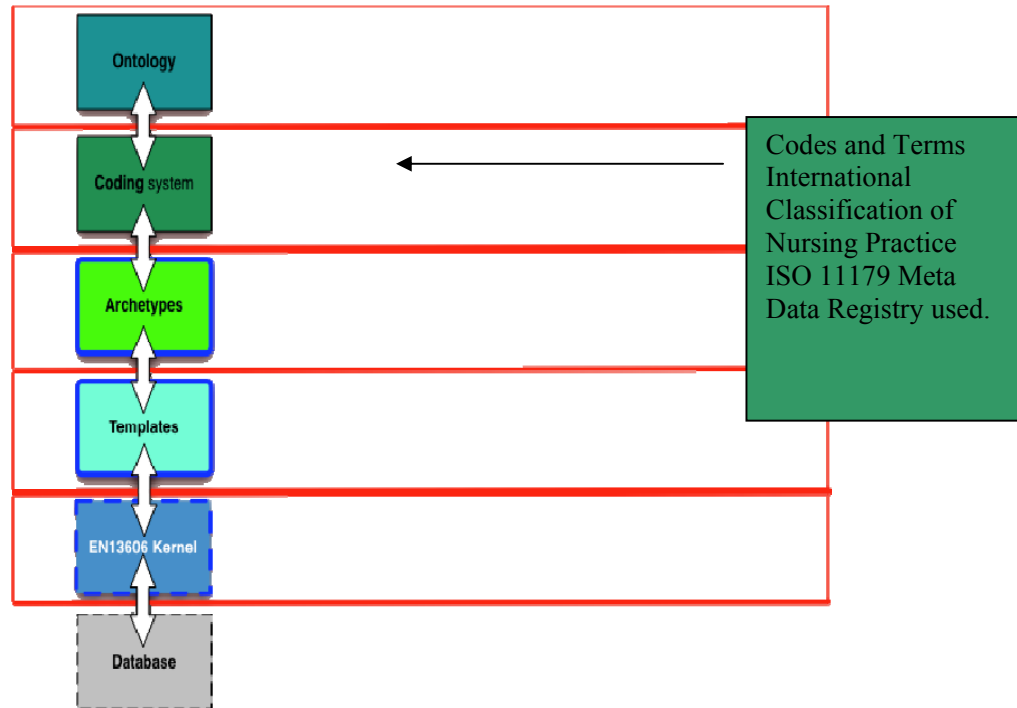 Ontology
Coding system
Archetypes
Templates
EN13606 Kernel
Database
Codes and Terms
International
Classification of
Nursing Practice
ISO 11179 Meta
Data Registry used.